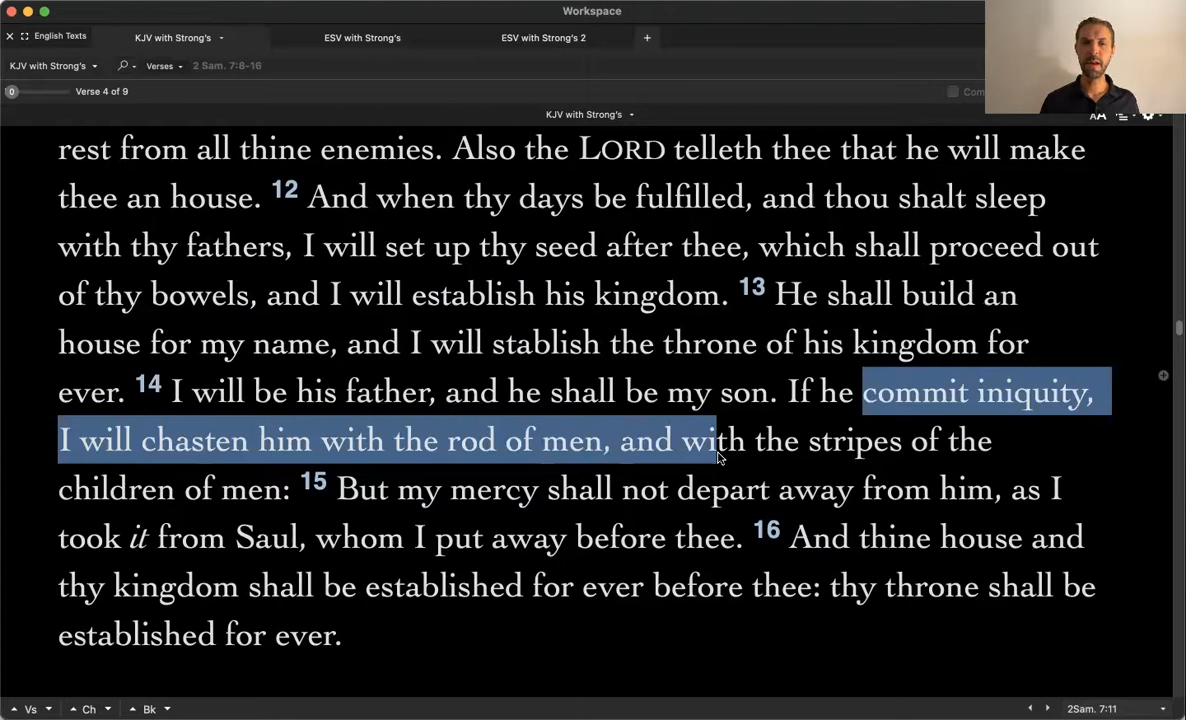 Workspace
English Texts
KJV with Strong's
ESV with Strong's
ESV with Strong's 2
+
KJV with Strong's
Verses
2 Sam. 7:8-16
0
Verse 4 of 9
Com
KJV with Strong's
AA
rest from all thine enemies. Also the LORD telleth thee that he will make
thee an house. 12 And when thy days be fulfilled, and thou shalt sleep
with thy fathers, I will set up thy seed after thee, which shall proceed out
of thy bowels, and I will establish his kingdom. 13 He shall build an
house for my name, and I will stablish the throne of his kingdom for
ever. 14 I will be his father, and he shall be my son. If he commit iniquity,
I will chasten him with the rod of men, and with the stripes of the
children of men: 15 But my mercy shall not depart away from him, as I
took it from Saul, whom I put away before thee. 16 And thine house and
thy kingdom shall be established for ever before thee: thy throne shall be
established for ever.
Vs
Ch
Bk
2Sam. 7:11